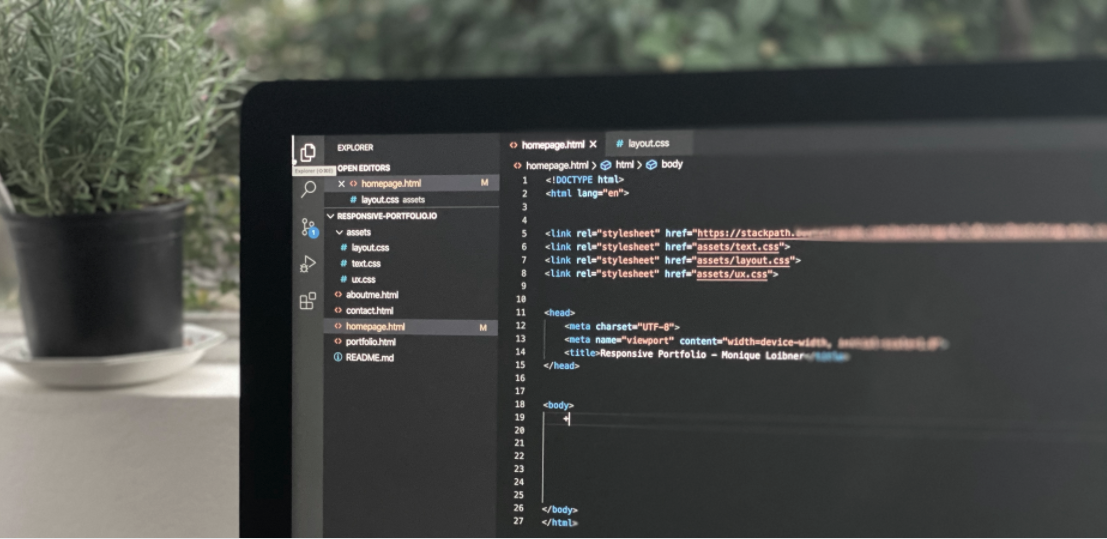 EXPLORER
OPEN EDITORS
homepage.html M
# layout.css assets
RESPONSIVE-PORTFOLIO.IO
assets
# layout.css
# text.css
# ux.css
<> aboutme.html
<> contact.html
<> homepage.html M
<> portfolio.html
README.md
1
<> homepage.html X
# layout.css
<> homepage.html > html > body
1 <!DOCTYPE html>
2 <html lang="en">
3
4
5 <link rel="stylesheet" href="https://stackpath.
6 <link rel="stylesheet" href="assets/text.css">
7 <link rel="stylesheet" href="assets/layout.css">
8 <link rel="stylesheet" href="assets/ux.css">
9
10
11 <head>
12 <meta charset="UTF-8">
13 <meta name="viewport" content="width=device-width,
14 <title>Responsive Portfolio – Monique Loibner
15 </head>
16
17
18 <body>
19
20
21
22
23
24
25
26 </body>
27 </html>